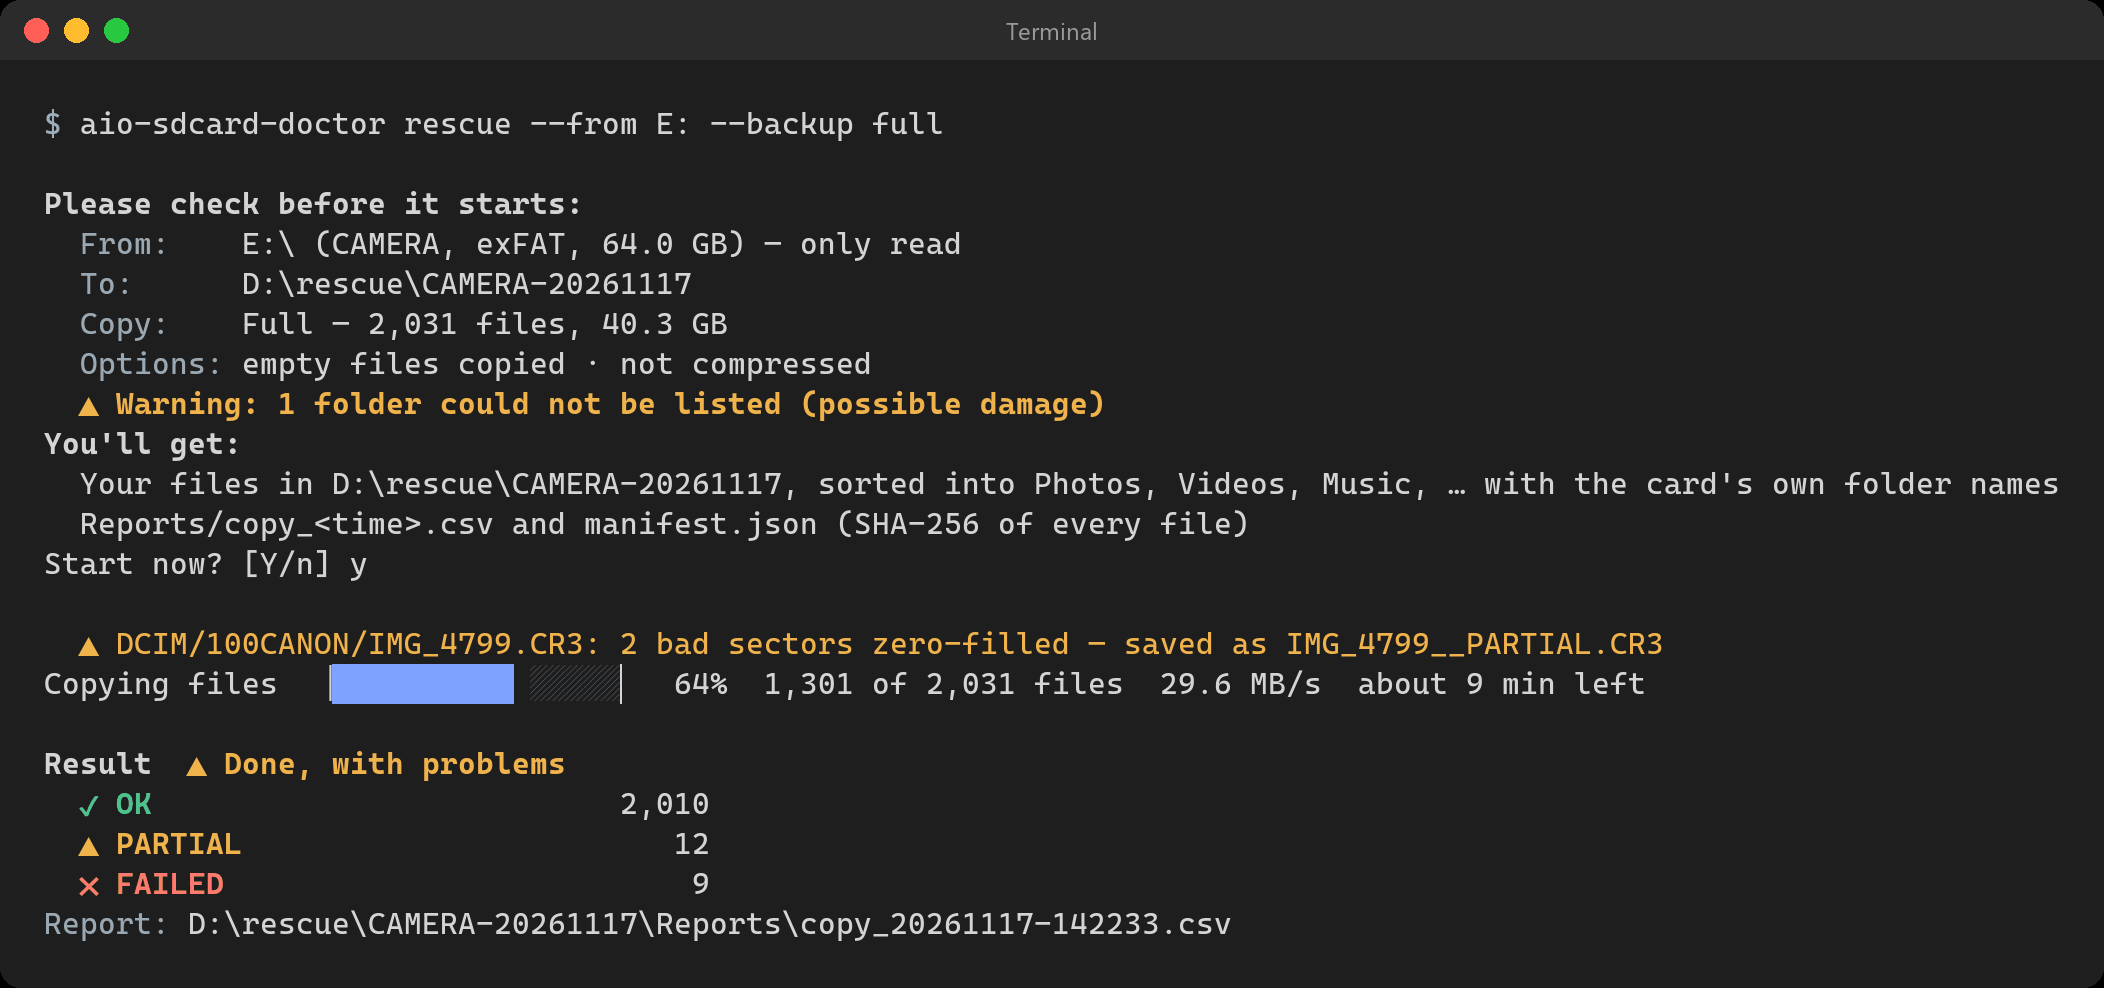 Terminal
$ aio-sdcard-doctor rescue --from E: --backup full
Please check before it starts:
From: E:\ (CAMERA, exFAT, 64.0 GB) – only read
To: D:\rescue\CAMERA-20261117
Copy: Full – 2,031 files, 40.3 GB
Options: empty files copied · not compressed
▲ Warning: 1 folder could not be listed (possible damage)
You'll get:
Your files in D:\rescue\CAMERA-20261117, sorted into Photos, Videos, Music, … with the card's own folder names
Reports/copy_<time>.csv and manifest.json (SHA-256 of every file)
Start now? [Y/n] y
▲ DCIM/100CANON/IMG_4799.CR3: 2 bad sectors zero-filled – saved as IMG_4799__PARTIAL.CR3
Copying files 64% 1,301 of 2,031 files 29.6 MB/s about 9 min left
Result ▲ Done, with problems
✓ OK 2,010
▲ PARTIAL 12
✕ FAILED 9
Report: D:\rescue\CAMERA-20261117\Reports\copy_20261117-142233.csv